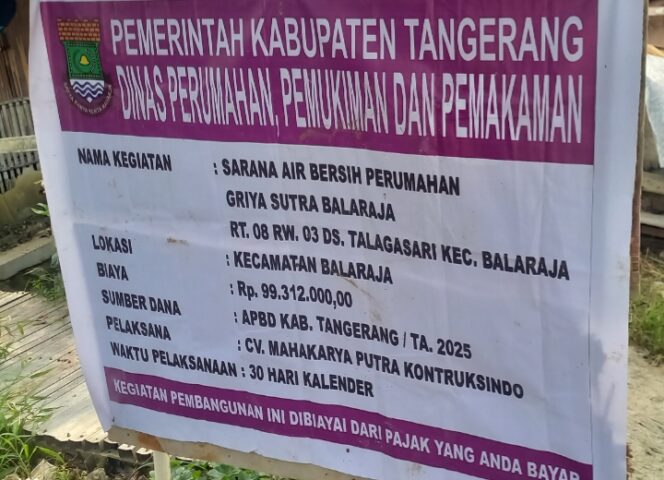 PEMERINTAH KABUPATEN TANGERANG
DINAS PERUMAHAN, PEMUKIMAN DAN PEMAKAMAN
NAMA KEGIATAN : SARANA AIR BERSIH PERUMAHAN
GRIYA SUTRA BALARAJA
RT. 08 RW. 03 DS. TALAGASARI KEC. BALARAJA
LOKASI : KECAMATAN BALARAJA
BIAYA : Rp. 99.312.000,00
SUMBER DANA : APBD KAB. TANGERANG / TA. 2025
PELAKSANA : CV. MAHAKARYA PUTRA KONTRUKSINDO
WAKTU PELAKSANAAN : 30 HARI KALENDER
KEGIATAN PEMBANGUNAN INI DIBIAYAI DARI PAJAK YANG ANDA BAYAR